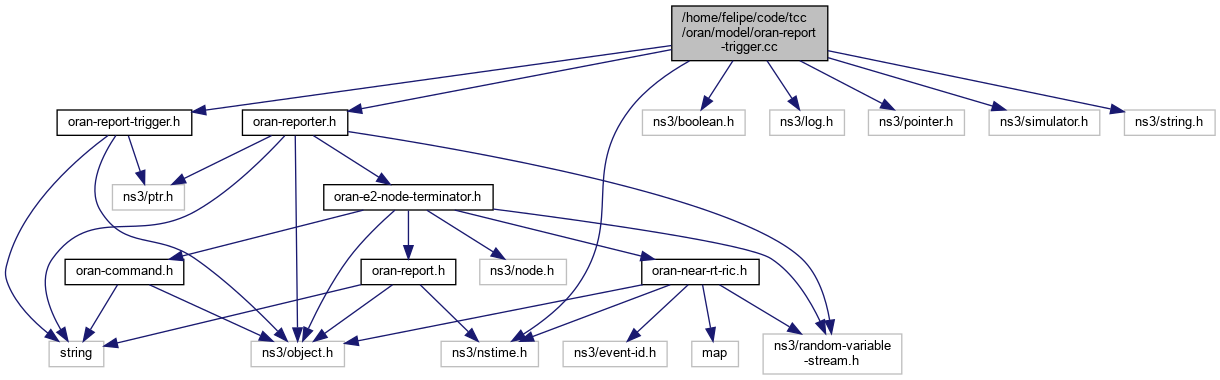 /home/felipe/code/tcc
/oran/model/oran-report
-trigger.cc
oran-report-trigger.h
oran-reporter.h
ns3/boolean.h
ns3/log.h
ns3/pointer.h
ns3/simulator.h
ns3/string.h
ns3/ptr.h
oran-e2-node-terminator.h
oran-command.h
oran-report.h
ns3/node.h
oran-near-rt-ric.h
string
ns3/object.h
ns3/nstime.h
ns3/event-id.h
map
ns3/random-variable
-stream.h